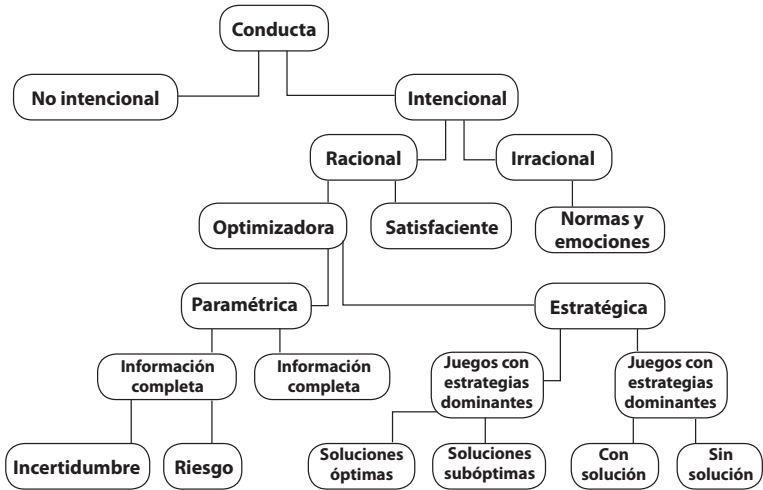 Conducta
No intencional
Intencional
Racional
Irracional
Optimizadora
Satisfaciente
Normas y
emociones
Paramétrica
Estratégica
Información
completa
Información
completa
Juegos con
estrategias
dominantes
Juegos con
estrategias
dominantes
Incertidumbre
Riesgo
Soluciones
óptimas
Soluciones
subóptimas
Con
solución
Sin
solución